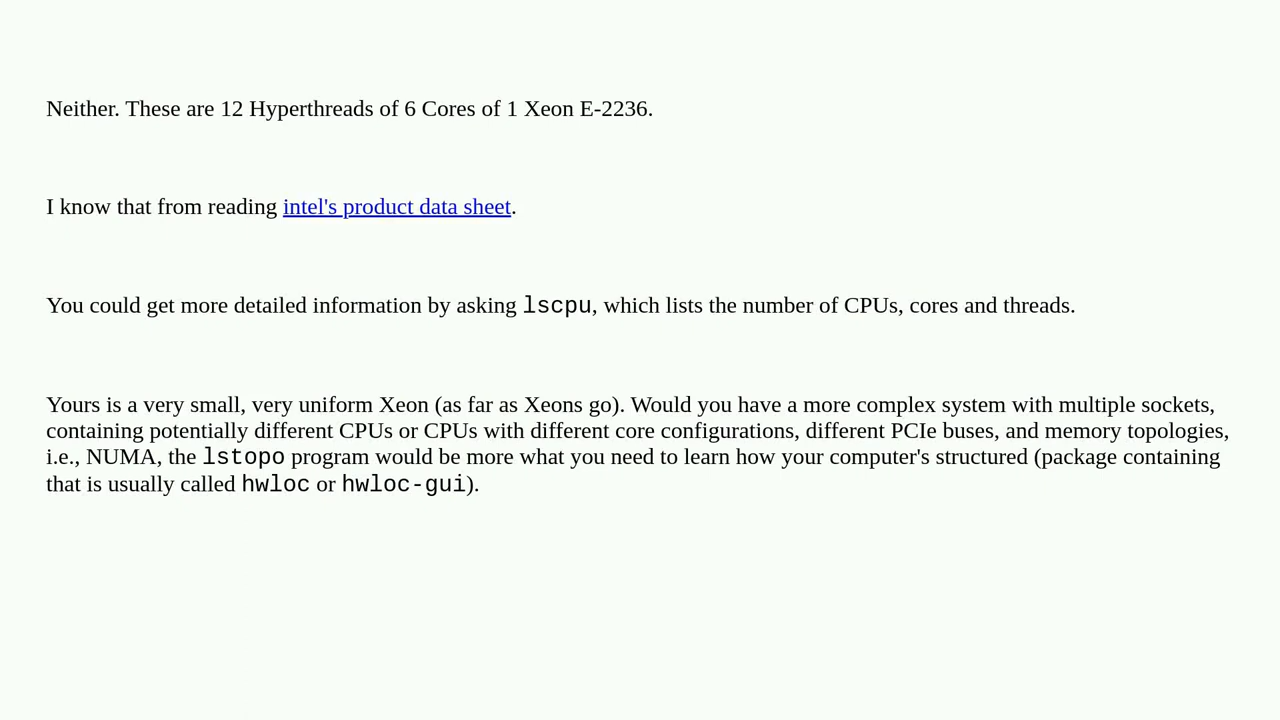 Neither. These are 12 Hyperthreads of 6 Cores of 1 Xeon E-2236.
I know that from reading intel's product data sheet.
You could get more detailed information by asking lscpu, which lists the number of CPUs, cores and threads.
Yours is a very small, very uniform Xeon (as far as Xeons go). Would you have a more complex system with multiple sockets,
containing potentially different CPUs or CPUs with different core configurations, different PCIe buses, and memory topologies,
i.e., NUMA, the lstopo program would be more what you need to learn how your computer's structured (package containing
that is usually called hwloc or hwloc-gui).